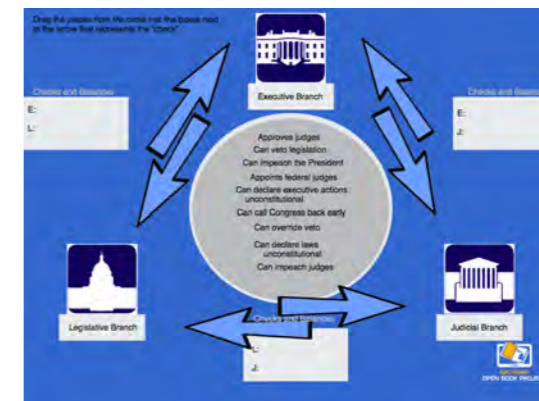 Drag the phrases from the circle into the boxes next
to the arrow that represents the "check"
Executive Branch
Checks and Balances
E:
L:
Checks and Balances
E:
J:
Approves judges
Can veto legislation
Can impeach the President
Appoints federal judges
Can declare executive actions
unconstitutional
Can call Congress back early
Can override veto
Can declare laws
unconstitutional
Can impeach judges
Legislative Branch
Judicial Branch
Checks and Balances
L:
J:
OPEN BOOK PROJECT